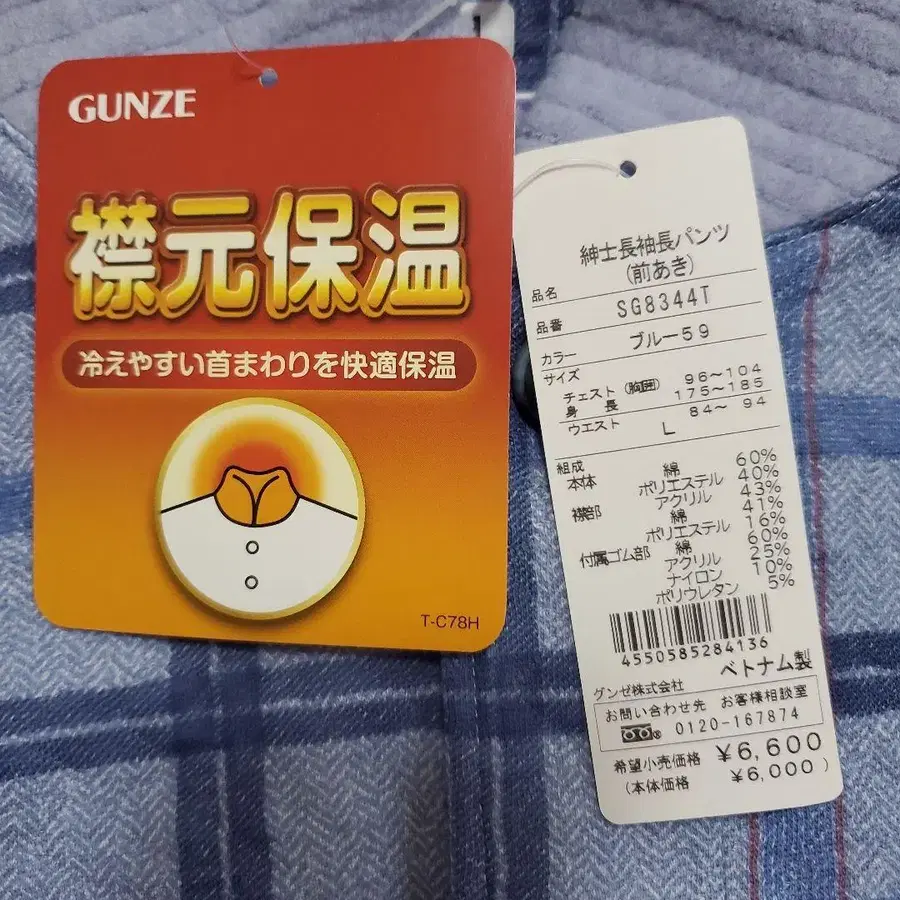 GUNZE
襟元保温
冷えやすい首まわりを快適保温
T-C78H
品名 紳士長袖長パンツ
(前あき)
品番 SG8344T
カラー ブルー59
サイズ
チェスト(胸囲) 96~104
身長 175~185
ウエスト 84~ 94
L
組成
本体 綿 60%
ポリエステル 40%
襟部 アクリル 43%
綿 41%
ポリエステル 16%
付属ゴム部 綿 60%
アクリル 25%
ナイロン 10%
ポリウレタン 5%
4550585284136
ベトナム製
グンゼ株式会社
お問い合わせ先 お客様相談室
0120-167874
希望小売価格 ¥6,600
(本体価格 ¥6,000)